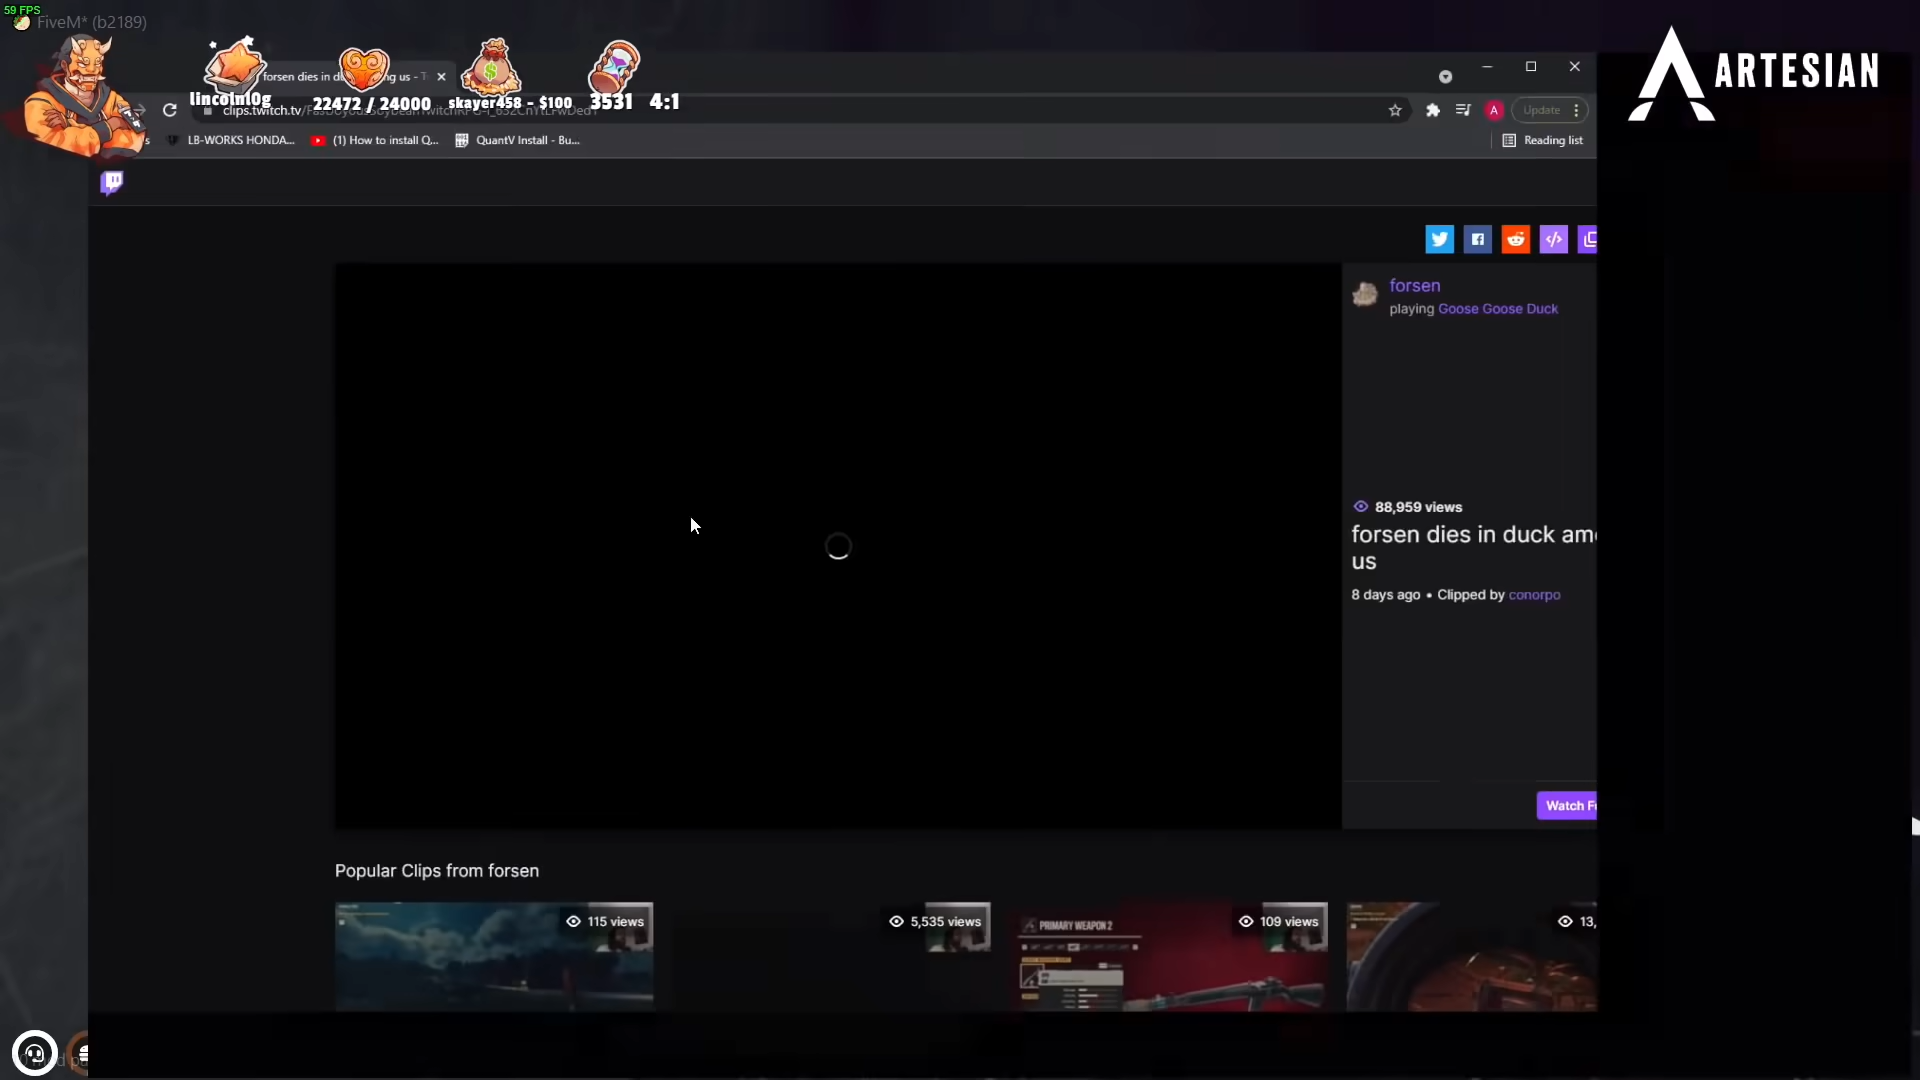 59 FPS
FiveM* (b2189)
lincoln10g
22472 / 24000
skayer458 - $100
3531 4:1
ARTESIAN
forsen dies in du
ng us - T
clips.twitch.tv/
Update
LB-WORKS HONDA...
(1) How to install Q...
QuantV Install - Bu...
Reading list
forsen
playing Goose Goose Duck
88,959 views
forsen dies in duck amo
us
8 days ago • Clipped by conorpo
Watch Fu
Popular Clips from forsen
115 views
5,535 views
109 views
13,
PRIMARY WEAPON 2